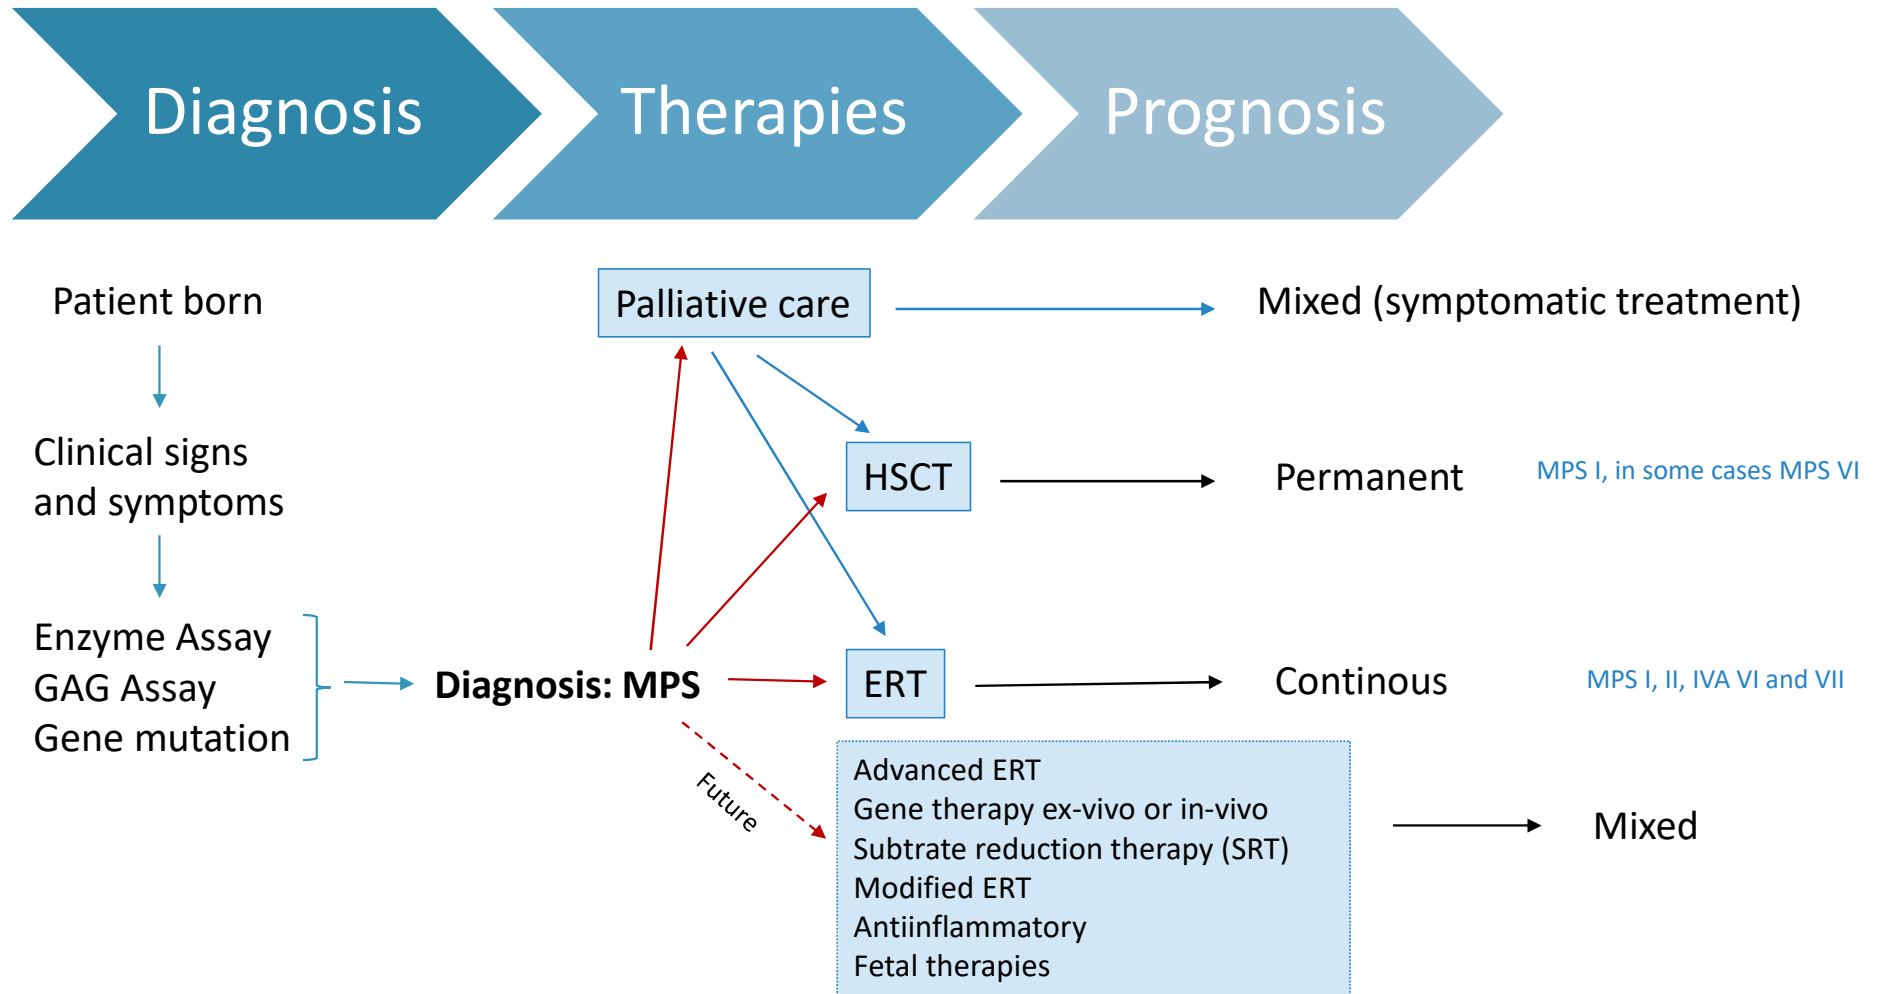 Diagnosis
Therapies
Prognosis
Patient born
Clinical signs
and symptoms
Enzyme Assay
GAG Assay
Gene mutation
Diagnosis: MPS
Future
Palliative care
Mixed (symptomatic treatment)
HSCT
Permanent
MPS I, in some cases MPS VI
ERT
Continous
MPS I, II, IVA VI and VII
Advanced ERT
Gene therapy ex-vivo or in-vivo
Subtrate reduction therapy (SRT)
Modified ERT
Antiinflammatory
Fetal therapies
Mixed